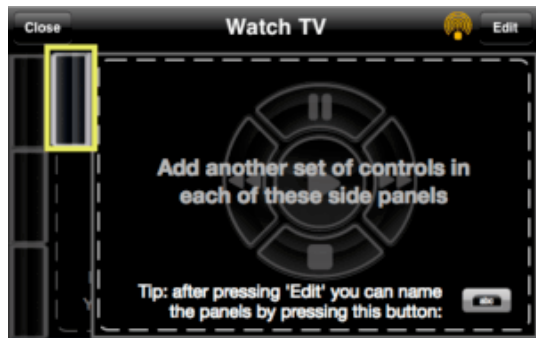 Close
Watch TV
Edit
Add another set of controls in
each of these side panels
Tip: after pressing 'Edit' you can name
the panels by pressing this button:
abc
Y